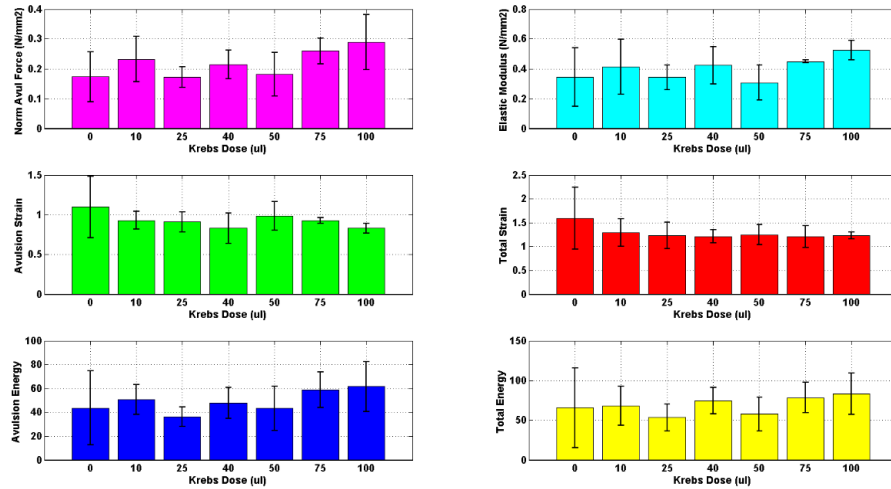 Norm Avul Force (N/mm2)
0.4
0.3
0.2
0.1
0
0 10 25 40 50 75 100
Krebs Dose (ul)
Elastic Modulus (N/mm2)
0.8
0.6
0.4
0.2
0
0 10 25 40 50 75 100
Krebs Dose (ul)
Avulsion Strain
1.5
1
0.5
0
0 10 25 40 50 75 100
Krebs Dose (ul)
Total Strain
2.5
2
1.5
1
0.5
0
0 10 25 40 50 75 100
Krebs Dose (ul)
Avulsion Energy
100
80
60
40
20
0
0 10 25 40 50 75 100
Krebs Dose (ul)
Total Energy
150
100
50
0
0 10 25 40 50 75 100
Krebs Dose (ul)